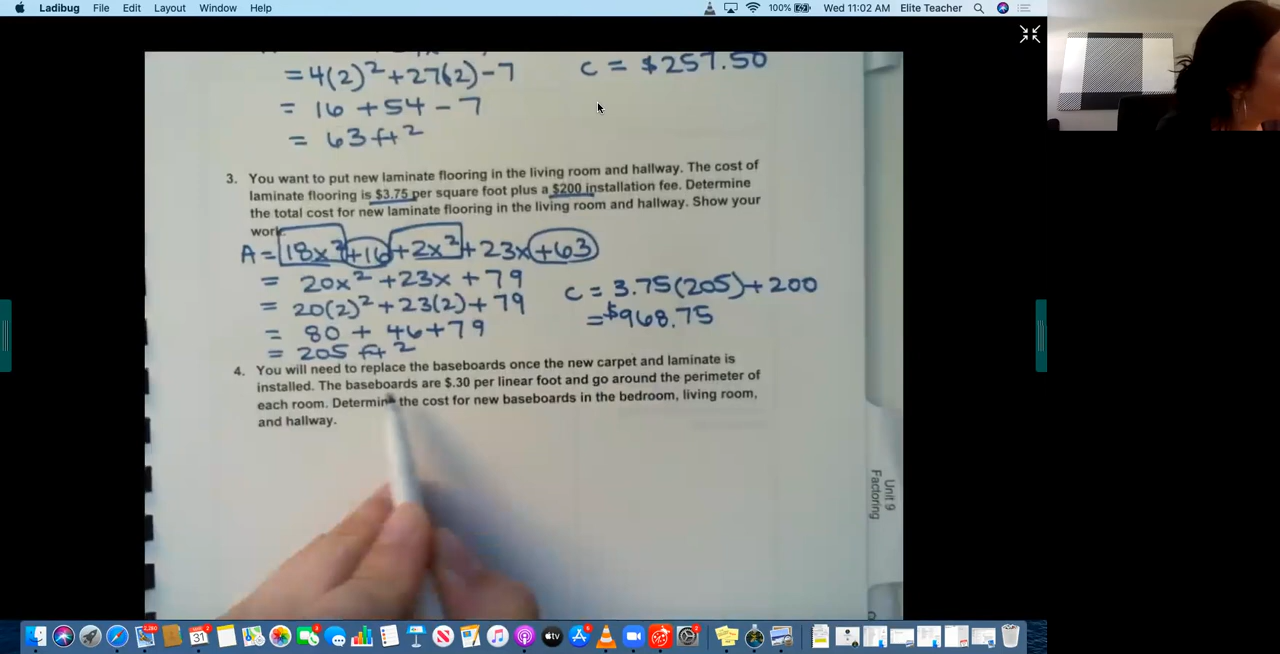 Ladibug File Edit Layout Window Help 100% Wed 11:02 AM Elite Teacher
= 4(2)² + 27(2) - 7
= 16 + 54 - 7
= 63 ft²
c = $257.50
3. You want to put new laminate flooring in the living room and hallway. The cost of
laminate flooring is $3.75 per square foot plus a $200 installation fee. Determine
the total cost for new laminate flooring in the living room and hallway. Show your
work.
A = 18x² + 16 + 2x² + 23x + 63
= 20x² + 23x + 79
= 20(2)² + 23(2) + 79
= 80 + 46 + 79
= 205 ft²
c = 3.75(205) + 200
= $968.75
4. You will need to replace the baseboards once the new carpet and laminate is
installed. The baseboards are $.30 per linear foot and go around the perimeter of
each room. Determine the cost for new baseboards in the bedroom, living room,
and hallway.
Unit 9
Factoring
31
tv